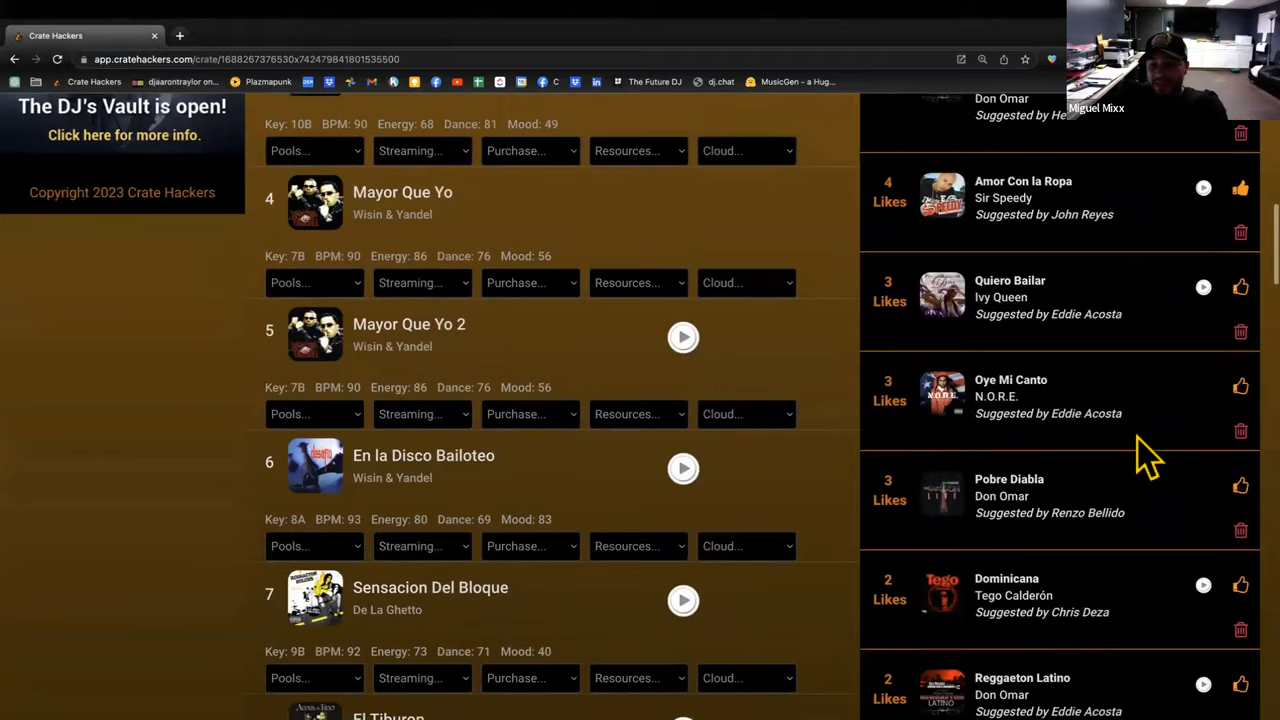 Crate Hackers
app.cratehackers.com/crate/1688267376530x742479841801535500
Crate Hackers
djaarontaylor on...
Plazmapunk
C
The Future DJ
dj.chat
MusicGen - a Hug...
Miguel Mixx
The DJ's Vault is open!
Click here for more info.
Copyright 2023 Crate Hackers
Key: 10B BPM: 90 Energy: 68 Dance: 81 Mood: 49
Pools... Streaming... Purchase... Resources... Cloud...
4
Mayor Que Yo
Wisin & Yandel
Key: 7B BPM: 90 Energy: 86 Dance: 76 Mood: 56
Pools... Streaming... Purchase... Resources... Cloud...
5
Mayor Que Yo 2
Wisin & Yandel
Key: 7B BPM: 90 Energy: 86 Dance: 76 Mood: 56
Pools... Streaming... Purchase... Resources... Cloud...
6
En la Disco Bailoteo
Wisin & Yandel
Key: 8A BPM: 93 Energy: 80 Dance: 69 Mood: 83
Pools... Streaming... Purchase... Resources... Cloud...
7
Sensacion Del Bloque
De La Ghetto
Key: 9B BPM: 92 Energy: 73 Dance: 71 Mood: 40
Pools... Streaming... Purchase... Resources... Cloud...
El Tiburon
Don Omar
Suggested by He
4
Likes
Amor Con la Ropa
Sir Speedy
Suggested by John Reyes
3
Likes
Quiero Bailar
Ivy Queen
Suggested by Eddie Acosta
3
Likes
N.O.R.E.
Oye Mi Canto
N.O.R.E.
Suggested by Eddie Acosta
3
Likes
Pobre Diabla
Don Omar
Suggested by Renzo Bellido
2
Likes
Tego
Dominicana
Tego Calderón
Suggested by Chris Deza
2
Likes
Reggaeton Latino
Don Omar
Suggested by Eddie Acosta